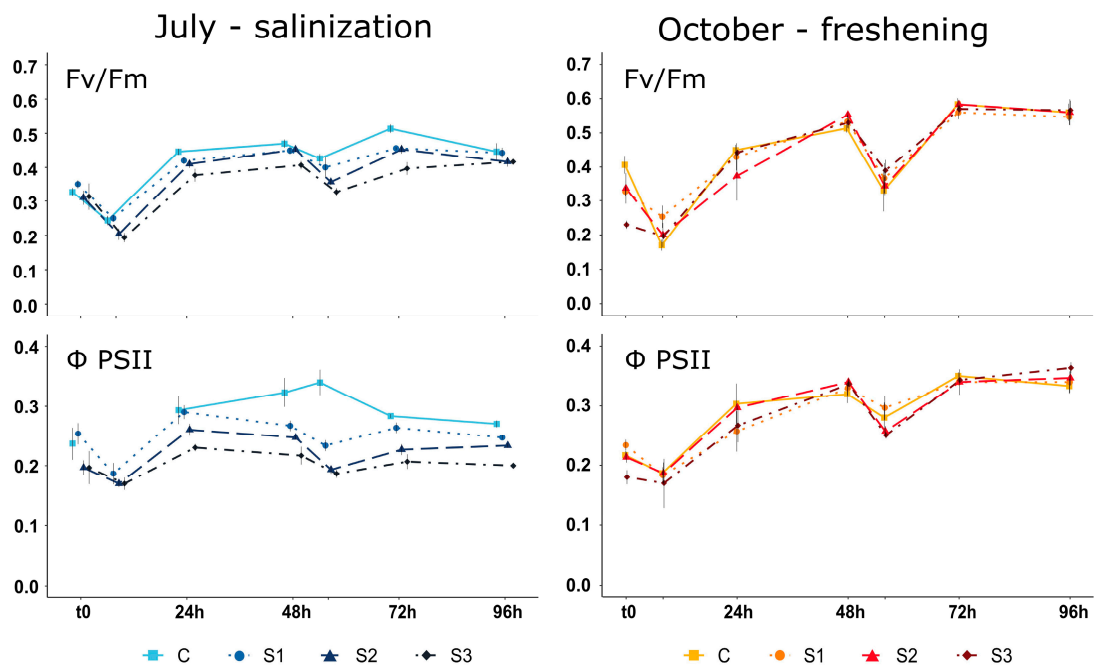 July - salinization
October - freshening
Fv/Fm
0.7
0.6
0.5
0.4
0.3
0.2
0.1
0.0
Fv/Fm
0.7
0.6
0.5
0.4
0.3
0.2
0.1
0.0
Φ PSII
0.4
0.3
0.2
0.1
0.0
t0 24h 48h 72h 96h
Φ PSII
0.4
0.3
0.2
0.1
0.0
t0 24h 48h 72h 96h
C S1 S2 S3
C S1 S2 S3